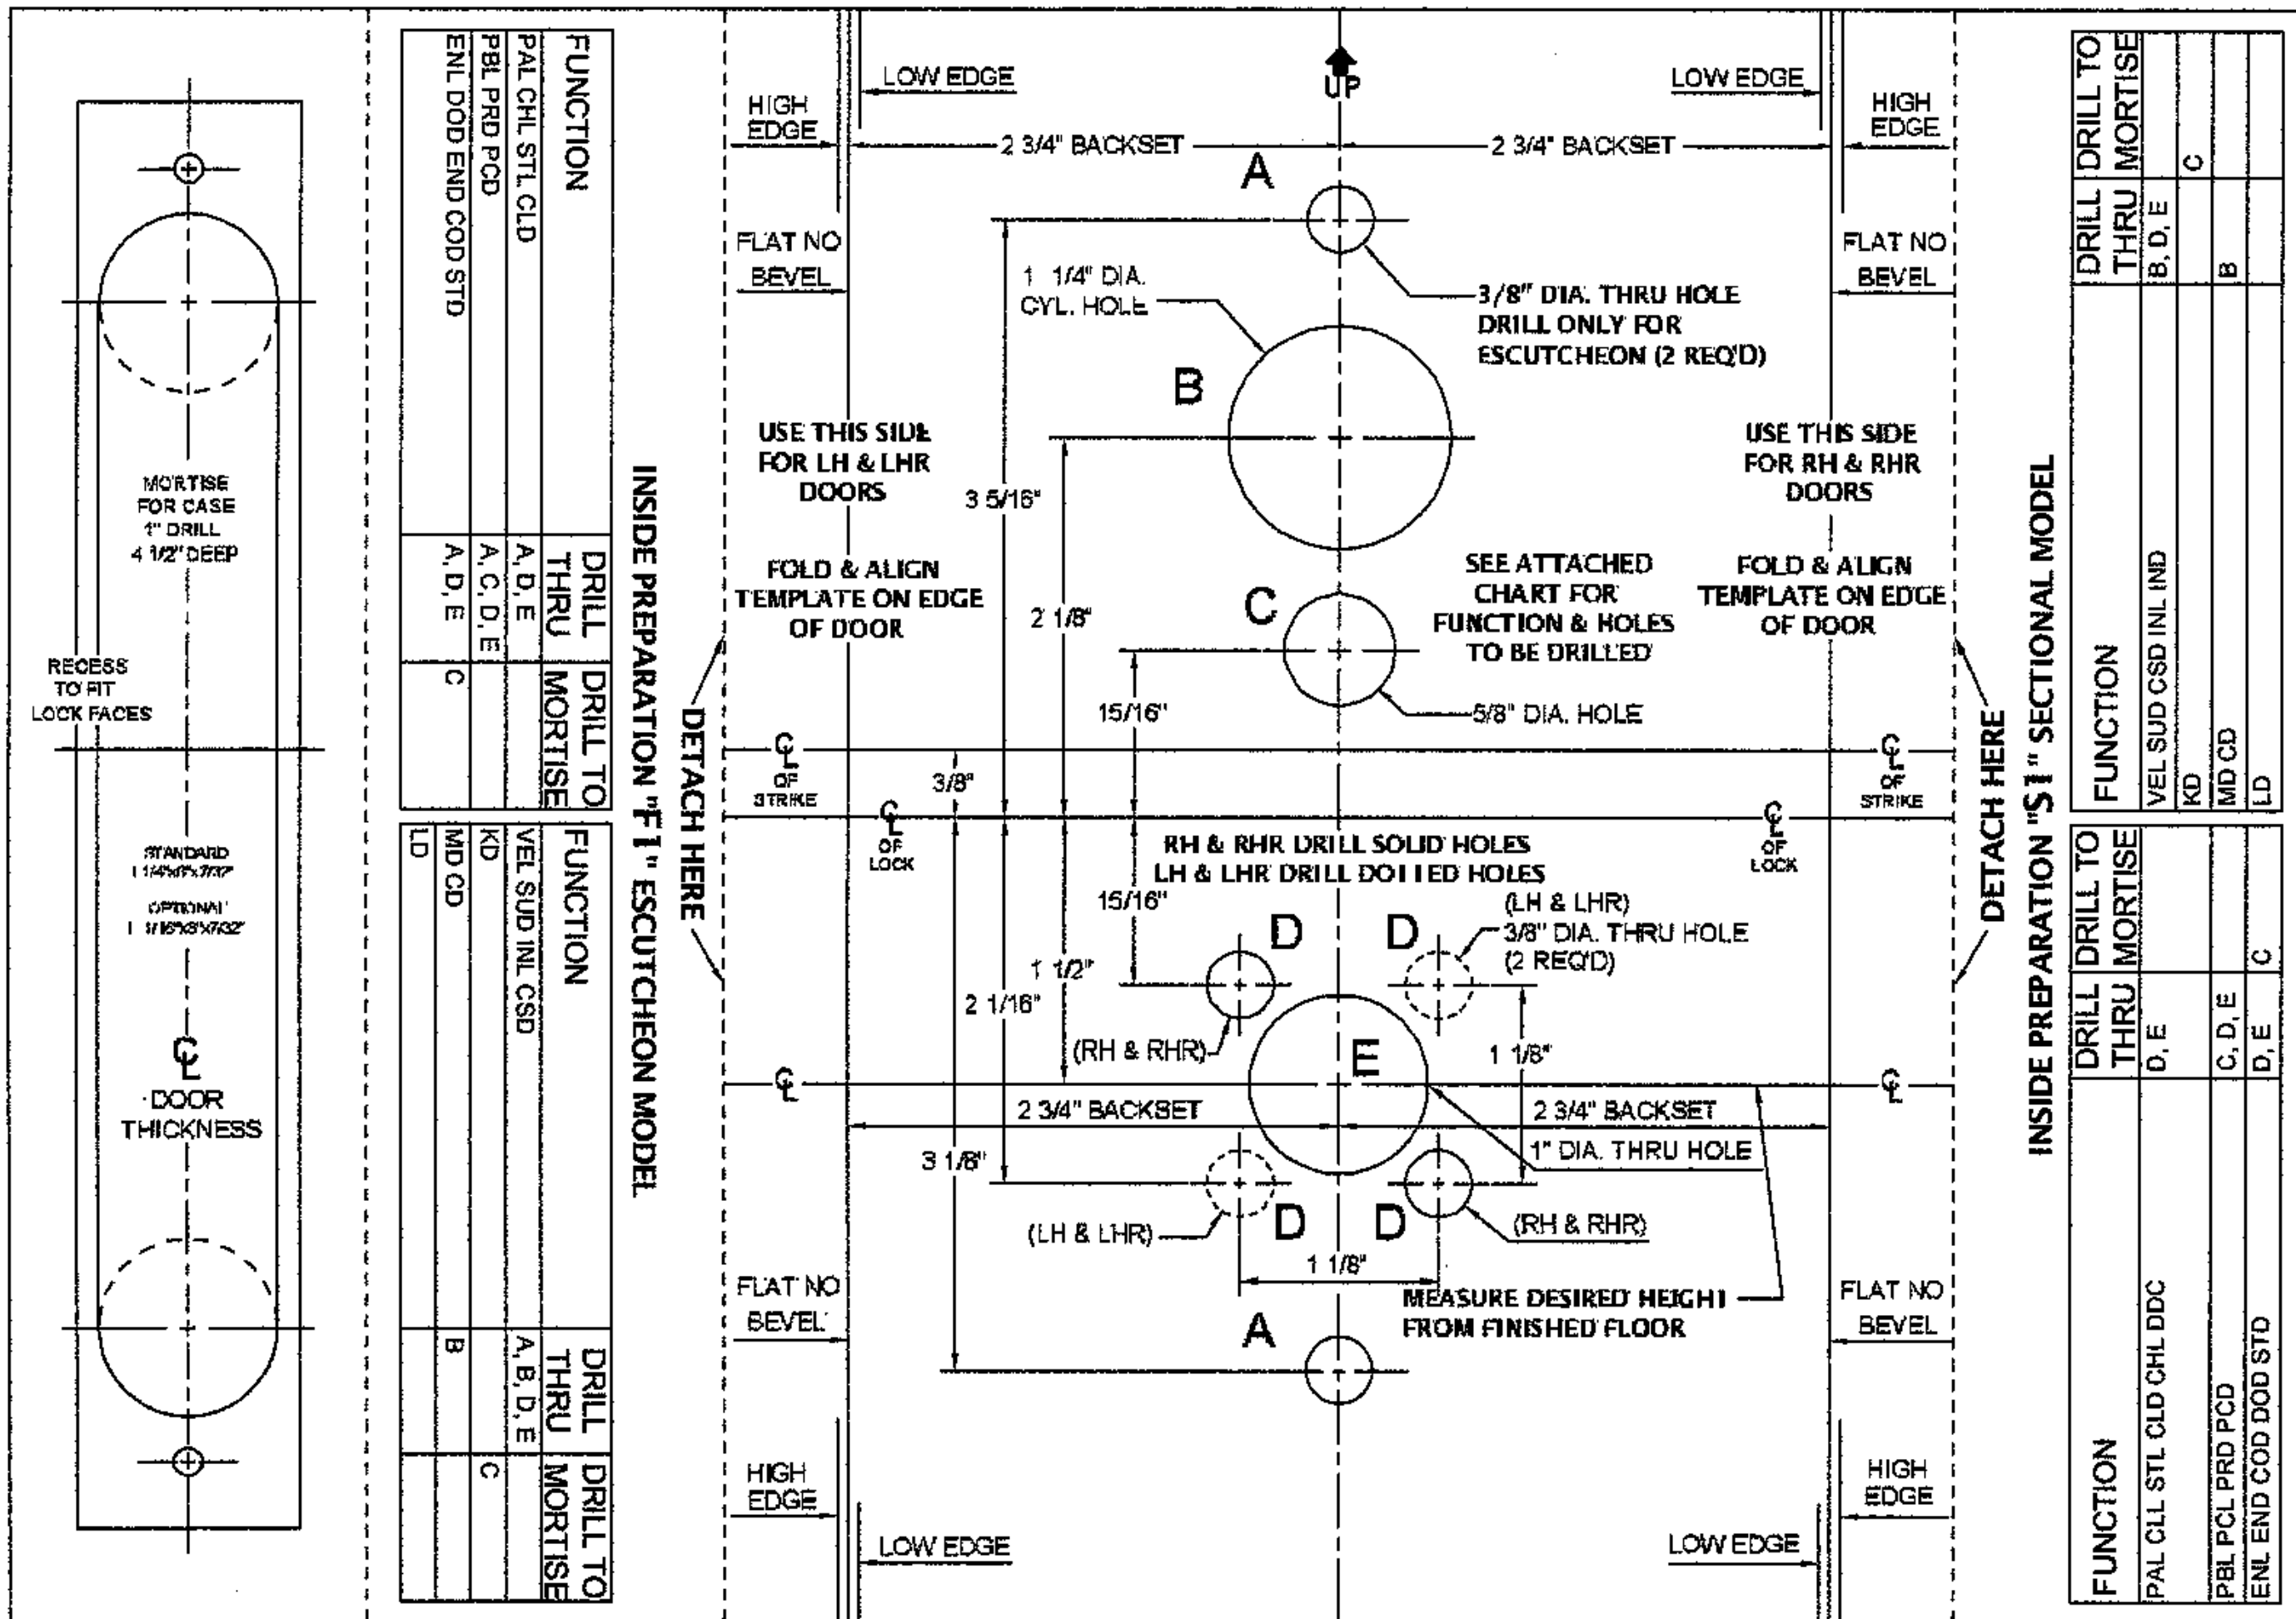 MORTISE
FOR CASE
1" DRILL
4 1/2" DEEP
RECESS
TO FIT
LOCK FACES
STANDARD
OPTIONAL
C̵L
DOOR
THICKNESS
FUNCTION DRILL THRU DRILL TO MORTISE
PAL CHL STL CLD A, D, E
PBL PRD PCD A, C, D, E
ENL DOD END COD STD A, D, E C
FUNCTION DRILL THRU DRILL TO MORTISE
VEL SUD INL CSD A, B, D, E
KD C
MD CD B
LD
INSIDE PREPARATION "F1" ESCUTCHEON MODEL
DETACH HERE
HIGH
EDGE
LOW EDGE
UP
LOW EDGE
HIGH
EDGE
2 3/4" BACKSET
2 3/4" BACKSET
A
FLAT NO
BEVEL
1 1/4" DIA.
CYL. HOLE
3/8" DIA. THRU HOLE
DRILL ONLY FOR
ESCUTCHEON (2 REQ'D)
FLAT NO
BEVEL
B
USE THIS SIDE
FOR LH & LHR
DOORS
USE THIS SIDE
FOR RH & RHR
DOORS
3 5/16"
FOLD & ALIGN
TEMPLATE ON EDGE
OF DOOR
2 1/8"
C
SEE ATTACHED
CHART FOR
FUNCTION & HOLES
TO BE DRILLED
FOLD & ALIGN
TEMPLATE ON EDGE
OF DOOR
15/16"
5/8" DIA. HOLE
CL
OF
STRIKE
3/8"
CL
OF
STRIKE
CL
OF
LOCK
CL
OF
LOCK
RH & RHR DRILL SOLID HOLES
LH & LHR DRILL DOTTED HOLES
15/16"
(LH & LHR)
3/8" DIA. THRU HOLE
(2 REQ'D)
D D
1 1/2"
2 1/16"
(RH & RHR)
E
1 1/8"
CL
CL
2 3/4" BACKSET
2 3/4" BACKSET
3 1/8"
1" DIA. THRU HOLE
D D
(LH & LHR)
(RH & RHR)
1 1/8"
FLAT NO
BEVEL
MEASURE DESIRED HEIGHT
FROM FINISHED FLOOR
FLAT NO
BEVEL
A
HIGH
EDGE
LOW EDGE
LOW EDGE
HIGH
EDGE
DETACH HERE
INSIDE PREPARATION "S1" SECTIONAL MODEL
FUNCTION DRILL THRU DRILL TO MORTISE
VEL SUD CSD INL IND B, D, E
KD C
MD CD B
LD
FUNCTION DRILL THRU DRILL TO MORTISE
PAL CLL STL CLD CHL DDC D, E
PBL PCL PRD PCD C, D, E
ENL END COD DOD STD D, E C